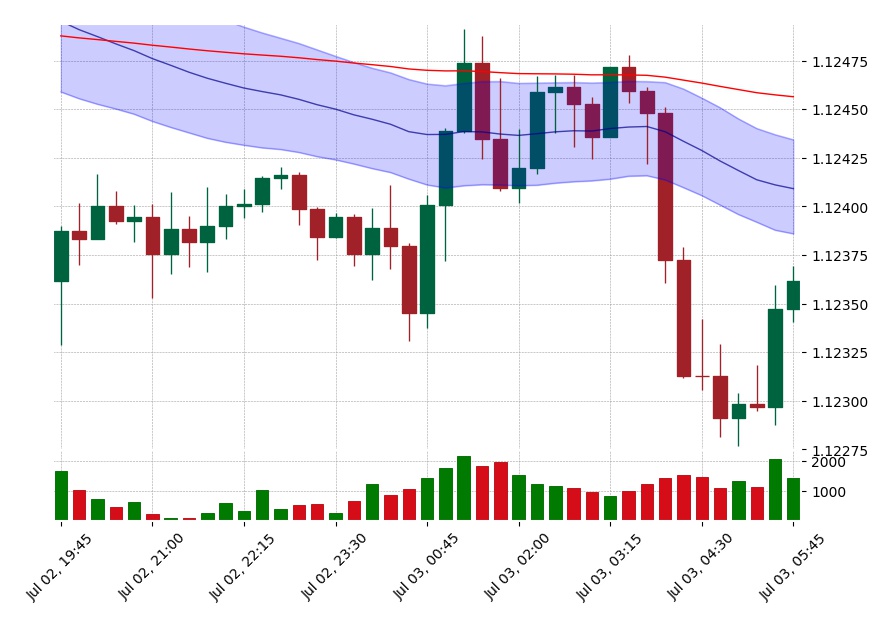 1.12475
1.12450
1.12425
1.12400
1.12375
1.12350
1.12325
1.12300
1.12275
2000
1000
Jul 02, 19:45
Jul 02, 21:00
Jul 02, 22:15
Jul 02, 23:30
Jul 03, 00:45
Jul 03, 02:00
Jul 03, 03:15
Jul 03, 04:30
Jul 03, 05:45